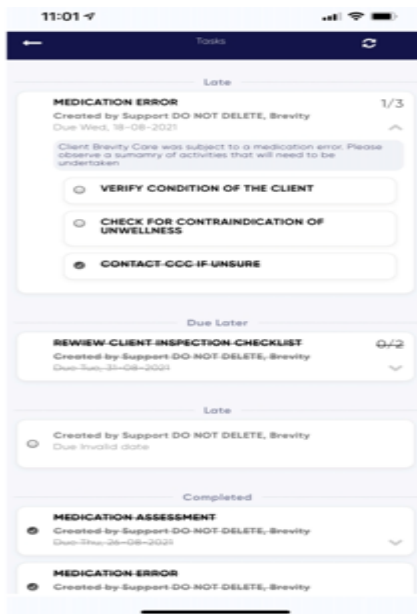 11:01
Tasks
Late
MEDICATION ERROR 1/3
Created by Support DO NOT DELETE, Brevity
Due Wed, 18-08-2021
Client Brevity Care was subject to a medication error. Please
observe a sumamry of activities that will need to be
undertaken
VERIFY CONDITION OF THE CLIENT
CHECK FOR CONTRAINDICATION OF
UNWELLNESS
CONTACT CCC IF UNSURE
Due Later
REWIEW CLIENT INSPECTION CHECKLIST 0/2
Created by Support DO NOT DELETE, Brevity
Due Tue, 31-08-2021
Late
Created by Support DO NOT DELETE, Brevity
Due Invalid date
Completed
MEDICATION ASSESSMENT
Created by Support DO NOT DELETE, Brevity
Due Thu, 26-08-2021
MEDICATION ERROR
Created by Support DO NOT DELETE, Brevity